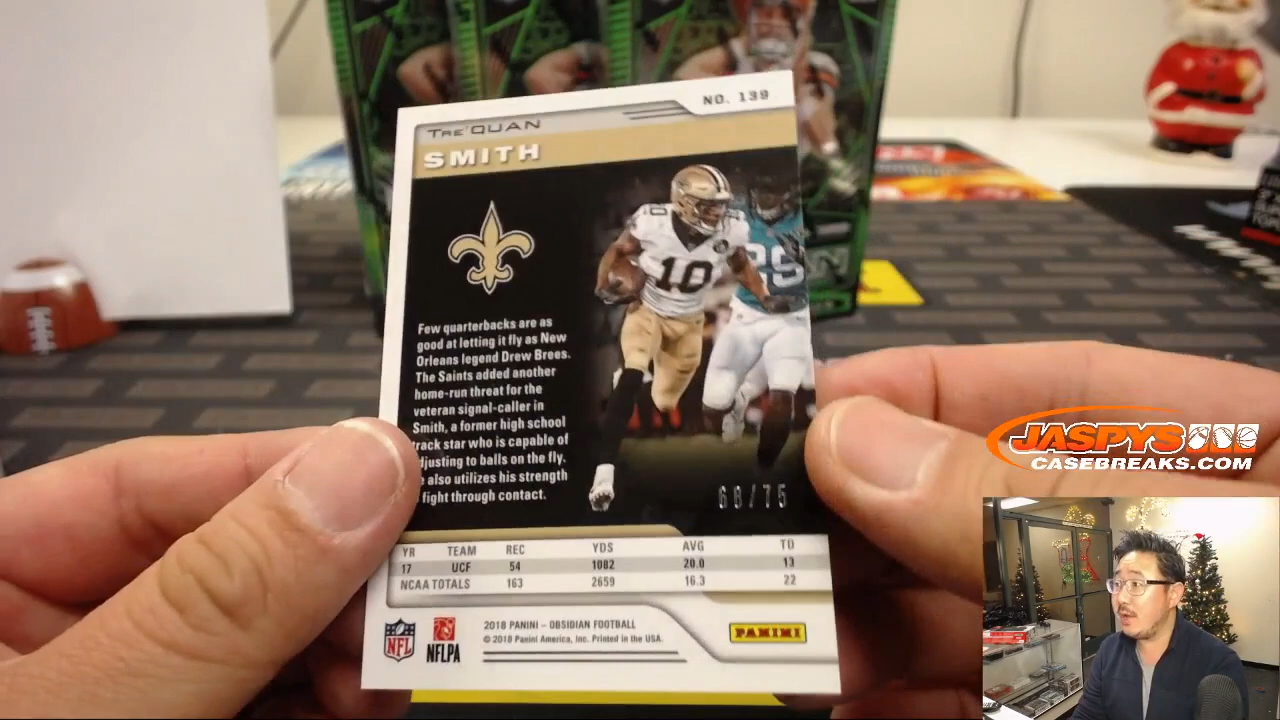 NO. 139
TRE'QUAN
SMITH
10
10
Few quarterbacks are as
good at letting it fly as New
Orleans legend Drew Brees.
The Saints added another
home-run threat for the
veteran signal-caller in
Smith, a former high school
track star who is capable of
djusting to balls on the fly.
e also utilizes his strength
fight through contact.
68/75
YR TEAM REC YDS AVG TD
17 UCF 54 1082 20.0 13
NCAA TOTALS 163 2659 16.3 22
NFL
NFLPA
2018 PANINI – OBSIDIAN FOOTBALL
© 2018 Panini America, Inc. Printed in the USA.
PANINI
JASPYS
CASEBREAKS.COM